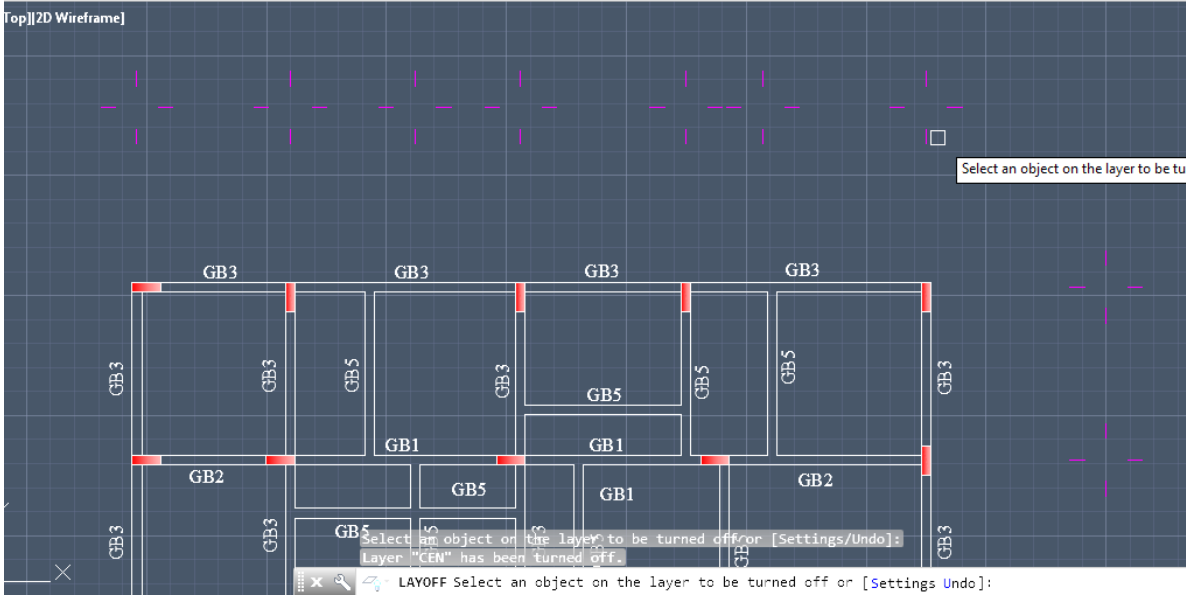 Top][2D Wireframe]
Select an object on the layer to be tu
GB3 GB3 GB3 GB3
GB3 GB3 GB5 GB3 GB5 GB5 GB3
GB5
GB1 GB1
GB2 GB5 GB1 GB2
GB3 GB3 GB5 GB5 GB3 GB5 GB3
Select an object on the layer to be turned off or [Settings/Undo]:
Layer "CEN" has been turned off.
LAYOFF Select an object on the layer to be turned off or [Settings Undo]: